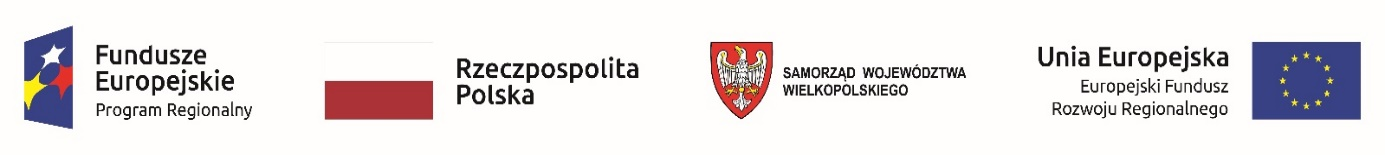 Fundusze
Europejskie
Program Regionalny
Rzeczpospolita
Polska
SAMORZĄD WOJEWÓDZTWA
WIELKOPOLSKIEGO
Unia Europejska
Europejski Fundusz
Rozwoju Regionalnego